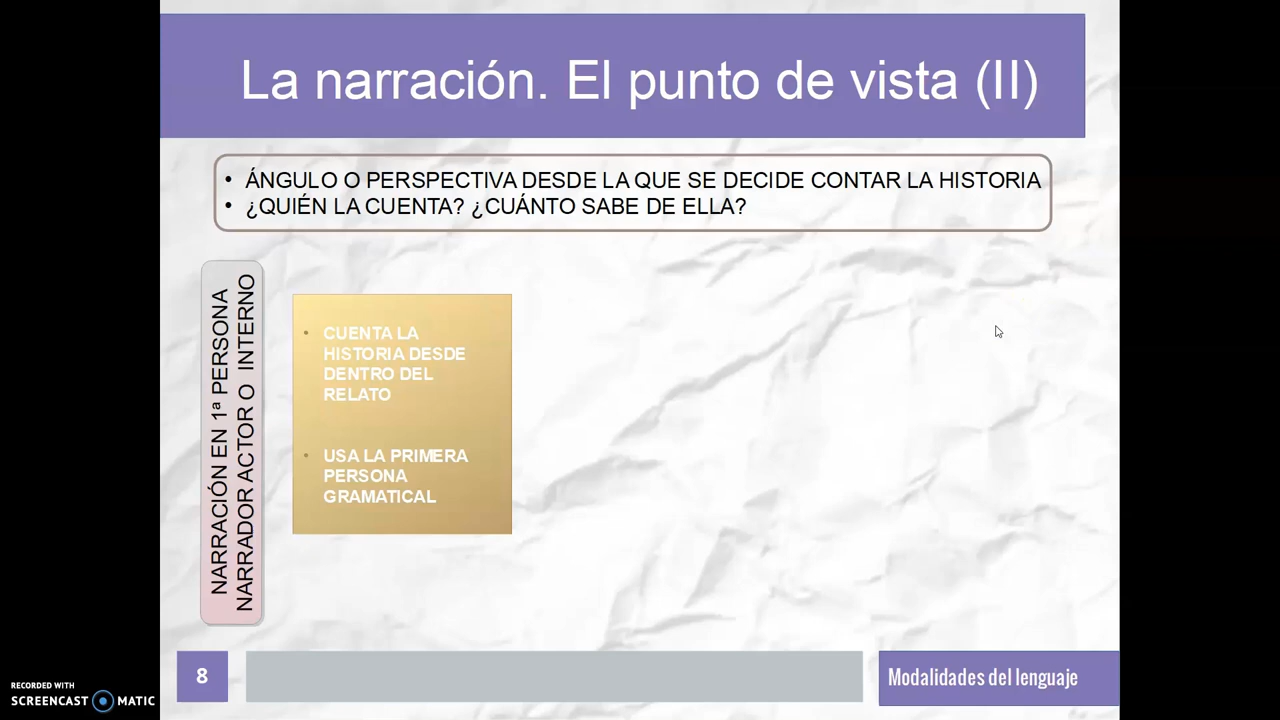 La narración. El punto de vista (II)
• ÁNGULO O PERSPECTIVA DESDE LA QUE SE DECIDE CONTAR LA HISTORIA
• ¿QUIÉN LA CUENTA? ¿CUÁNTO SABE DE ELLA?
NARRACIÓN EN 1ª PERSONA
NARRADOR ACTOR O INTERNO
• CUENTA LA
HISTORIA DESDE
DENTRO DEL
RELATO
• USA LA PRIMERA
PERSONA
GRAMATICAL
8
Modalidades del lenguaje
RECORDED WITH
SCREENCAST MATIC